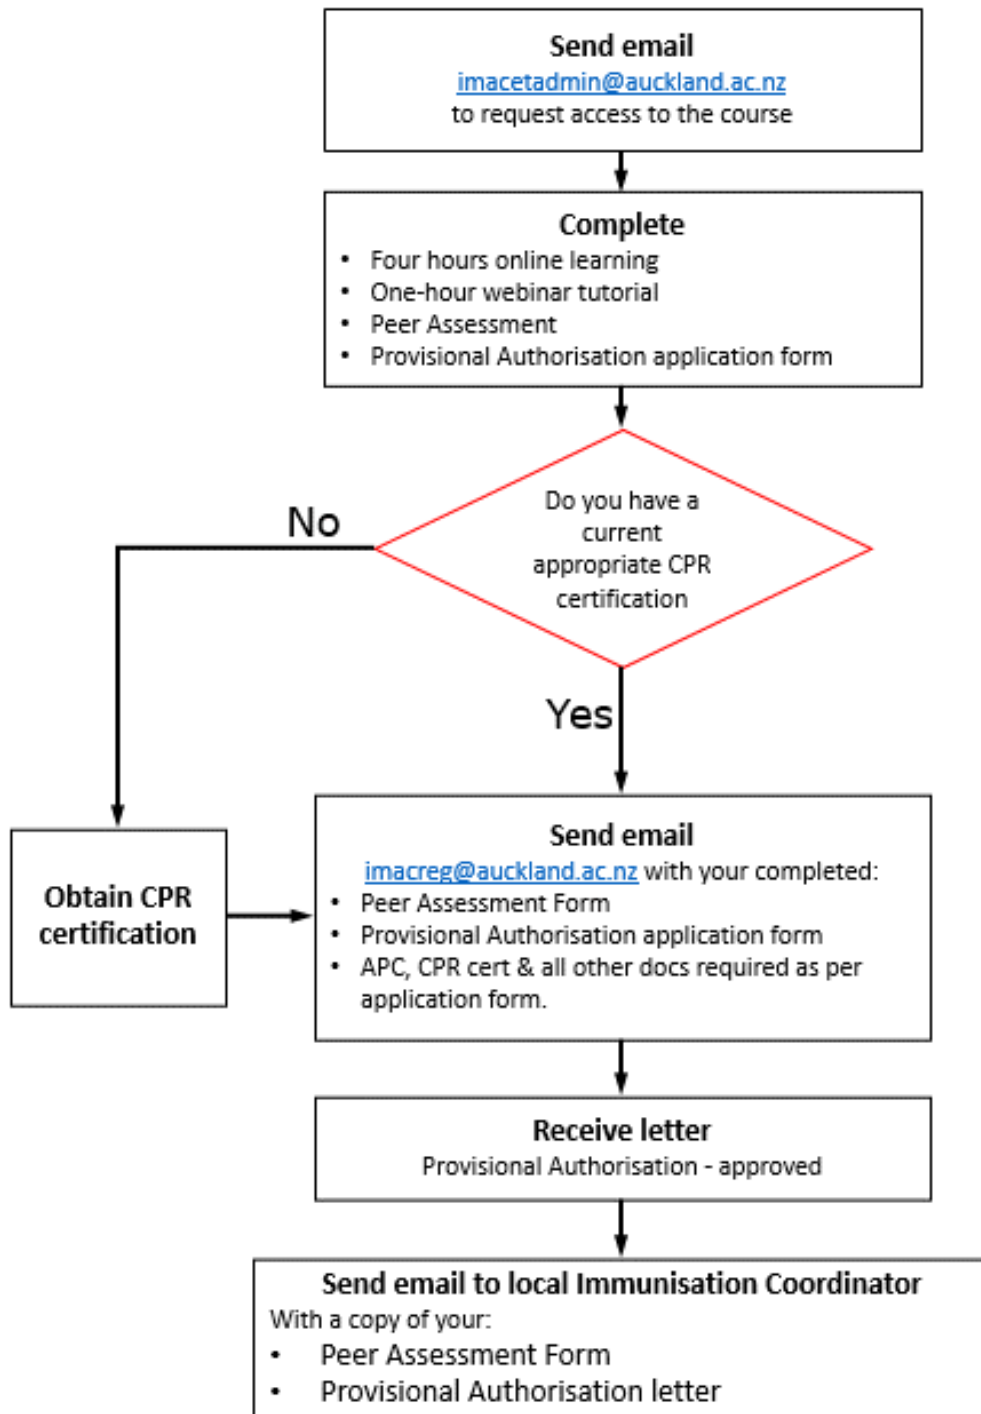 Send email
imacetadmin@auckland.ac.nz
to request access to the course
Complete
• Four hours online learning
• One-hour webinar tutorial
• Peer Assessment
• Provisional Authorisation application form
Do you have a
current
appropriate CPR
certification
No
Yes
Obtain CPR
certification
Send email
imacreg@auckland.ac.nz with your completed:
• Peer Assessment Form
• Provisional Authorisation application form
• APC, CPR cert & all other docs required as per
application form.
Receive letter
Provisional Authorisation - approved
Send email to local Immunisation Coordinator
With a copy of your:
• Peer Assessment Form
• Provisional Authorisation letter